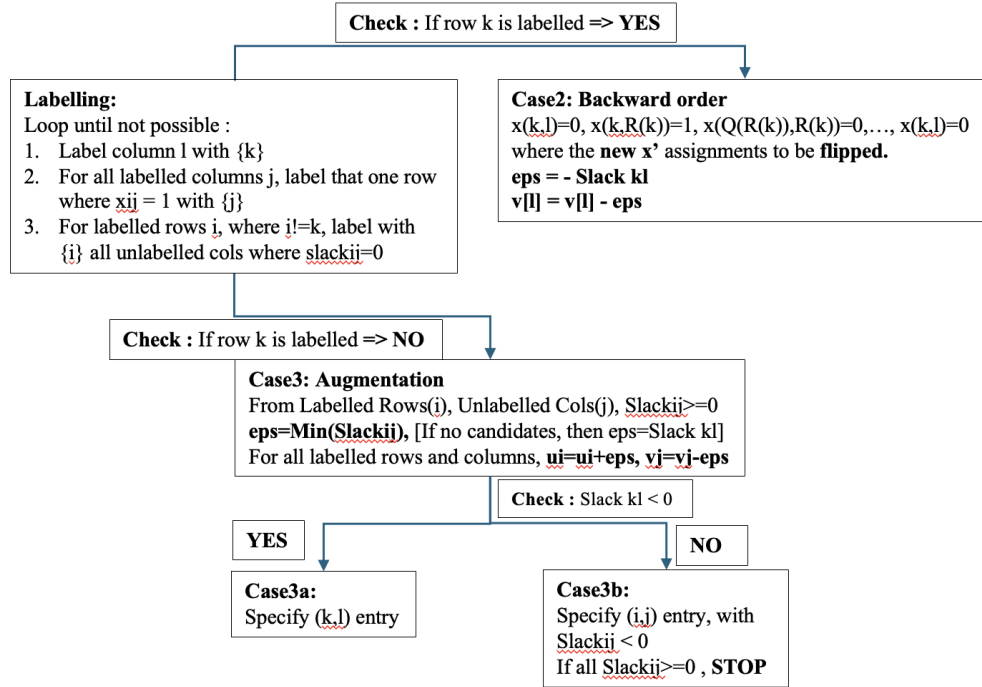 Check : If row k is labelled => YES
Labelling:
Loop until not possible :
1. Label column l with {k}
2. For all labelled columns j, label that one row
where xij = 1 with {j}
3. For labelled rows i, where i!=k, label with
{i} all unlabelled cols where slackij=0
Case2: Backward order
x(k,l)=0, x(k,R(k))=1, x(Q(R(k)),R(k))=0,…, x(k,l)=0
where the new x’ assignments to be flipped.
eps = - Slack kl
v[l] = v[l] - eps
Check : If row k is labelled => NO
Case3: Augmentation
From Labelled Rows(i), Unlabelled Cols(j), Slackij>=0
eps=Min(Slackij), [If no candidates, then eps=Slack kl]
For all labelled rows and columns, ui=ui+eps, vj=vj-eps
Check : Slack kl < 0
YES
NO
Case3a:
Specify (k,l) entry
Case3b:
Specify (i,j) entry, with
Slackij < 0
If all Slackij>=0 , STOP